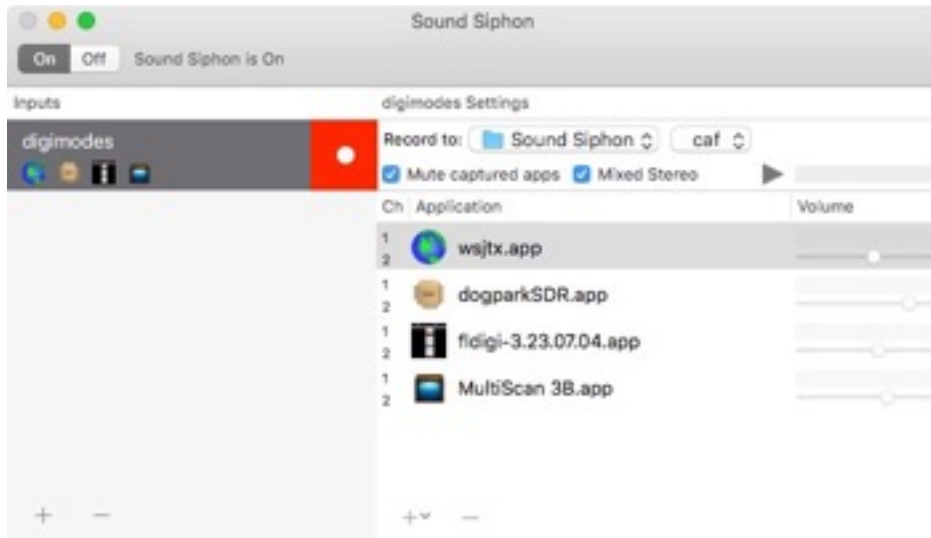 Sound Siphon
On Off Sound Siphon is On
Inputs
digimodes Settings
digimodes
Record to: Sound Siphon caf
Mute captured apps Mixed Stereo
Ch Application Volume
1
2
wsjtx.app
1
2
dogparkSDR.app
1
2
fldigi-3.23.07.04.app
1
2
MultiScan 3B.app